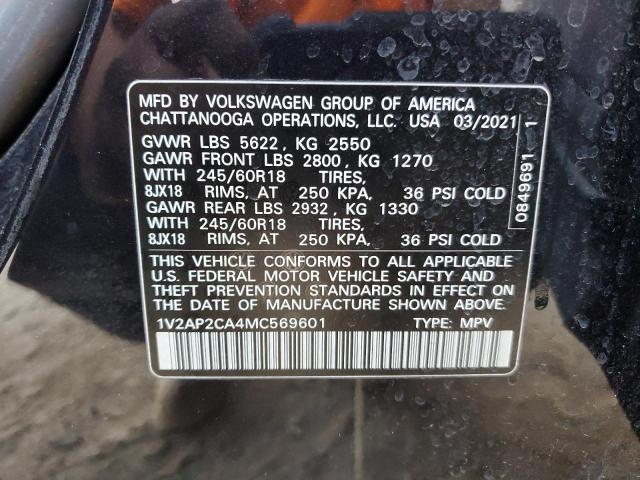 MFD BY VOLKSWAGEN GROUP OF AMERICA
CHATTANOOGA OPERATIONS, LLC. USA 03/2021
GVWR LBS 5622, KG 2550
GAWR FRONT LBS 2800, KG 1270
WITH 245/60R18 TIRES,
8JX18 RIMS, AT 250 KPA, 36 PSI COLD
GAWR REAR LBS 2932, KG 1330
WITH 245/60R18 TIRES,
8JX18 RIMS, AT 250 KPA, 36 PSI COLD
THIS VEHICLE CONFORMS TO ALL APPLICABLE
U.S. FEDERAL MOTOR VEHICLE SAFETY AND
THEFT PREVENTION STANDARDS IN EFFECT ON
THE DATE OF MANUFACTURE SHOWN ABOVE.
1V2AP2CA4MC569601 TYPE: MPV
0849691 1